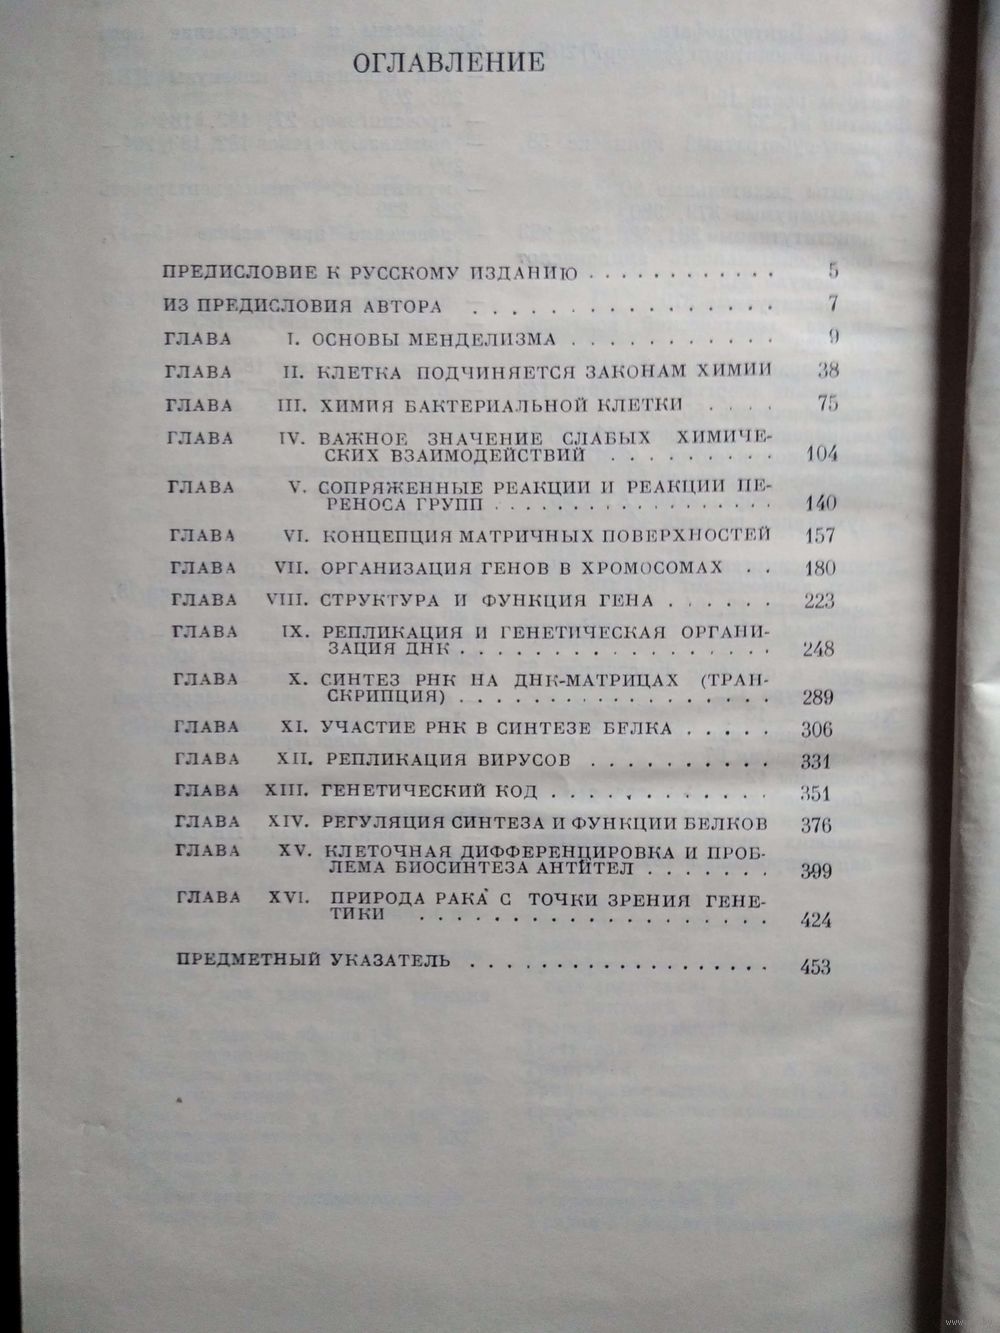 ОГЛАВЛЕНИЕ
ПРЕДИСЛОВИЕ К РУССКОМУ ИЗДАНИЮ . . . . . . . . . . . . 5
ИЗ ПРЕДИСЛОВИЯ АВТОРА . . . . . . . . . . . . . . 7
ГЛАВА I. ОСНОВЫ МЕНДЕЛИЗМА . . . . . . . . . . . 9
ГЛАВА II. КЛЕТКА ПОДЧИНЯЕТСЯ ЗАКОНАМ ХИМИИ 38
ГЛАВА III. ХИМИЯ БАКТЕРИАЛЬНОЙ КЛЕТКИ . . . . 75
ГЛАВА IV. ВАЖНОЕ ЗНАЧЕНИЕ СЛАБЫХ ХИМИЧЕ-
СКИХ ВЗАИМОДЕЙСТВИЙ . . . . . . . . . 104
ГЛАВА V. СОПРЯЖЕННЫЕ РЕАКЦИИ И РЕАКЦИИ ПЕ-
РЕНОСА ГРУПП . . . . . . . . . . . . . . . . . 140
ГЛАВА VI. КОНЦЕПЦИЯ МАТРИЧНЫХ ПОВЕРХНОСТЕЙ 157
ГЛАВА VII. ОРГАНИЗАЦИЯ ГЕНОВ В ХРОМОСОМАХ . . 180
ГЛАВА VIII. СТРУКТУРА И ФУНКЦИЯ ГЕНА . . . . . . 223
ГЛАВА IX. РЕПЛИКАЦИЯ И ГЕНЕТИЧЕСКАЯ ОРГАНИ-
ЗАЦИЯ ДНК . . . . . . . . . . . . . . . . . 248
ГЛАВА X. СИНТЕЗ РНК НА ДНК-МАТРИЦАХ (ТРАН-
СКРИПЦИЯ) . . . . . . . . . . . . . . . . . 289
ГЛАВА XI. УЧАСТИЕ РНК В СИНТЕЗЕ БЕЛКА . . . . . 306
ГЛАВА XII. РЕПЛИКАЦИЯ ВИРУСОВ . . . . . . . . . . 331
ГЛАВА XIII. ГЕНЕТИЧЕСКИЙ КОД . . . . . . . . . . . . 351
ГЛАВА XIV. РЕГУЛЯЦИЯ СИНТЕЗА И ФУНКЦИИ БЕЛКОВ 376
ГЛАВА XV. КЛЕТОЧНАЯ ДИФФЕРЕНЦИРОВКА И ПРОБ-
ЛЕМА БИОСИНТЕЗА АНТИТЕЛ . . . . . . . 399
ГЛАВА XVI. ПРИРОДА РАКА С ТОЧКИ ЗРЕНИЯ ГЕНЕ-
ТИКИ . . . . . . . . . . . . . . . . . . . . 424
ПРЕДМЕТНЫЙ УКАЗАТЕЛЬ . . . . . . . . . . . . . . . . . 453